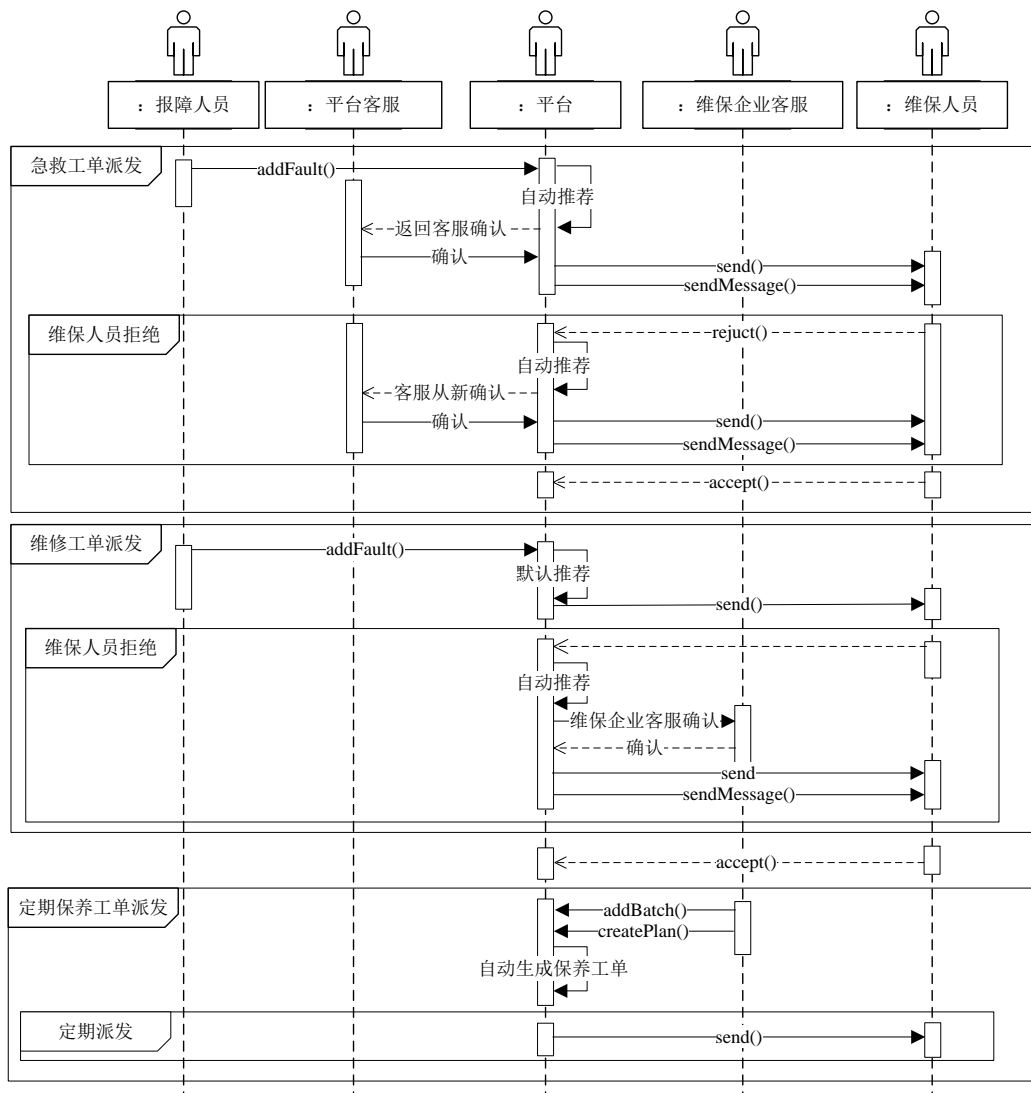 ：报障人员
：平台客服
：平台
：维保企业客服
：维保人员
急救工单派发
addFault()
自动推荐
返回客服确认
确认
send()
sendMessage()
维保人员拒绝
rejuct()
自动推荐
客服从新确认
确认
send()
sendMessage()
accept()
维修工单派发
addFault()
默认推荐
send()
维保人员拒绝
自动推荐
维保企业客服确认
确认
send
sendMessage()
accept()
定期保养工单派发
addBatch()
createPlan()
自动生成保养工单
定期派发
send()